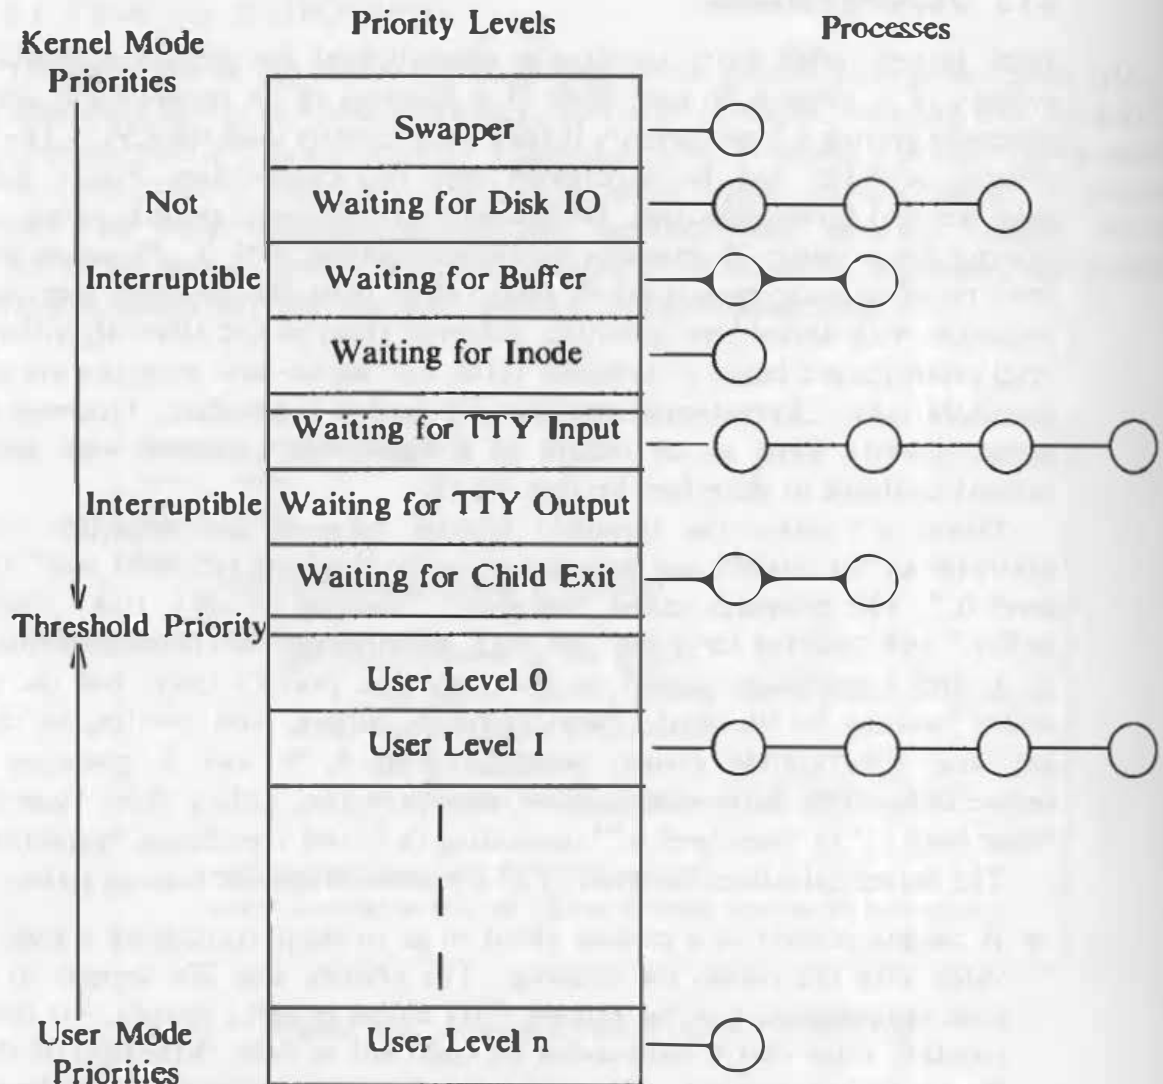 Kernel Mode
Priorities
Priority Levels
Processes
Swapper
Not
Waiting for Disk IO
Interruptible
Waiting for Buffer
Waiting for Inode
Waiting for TTY Input
Interruptible
Waiting for TTY Output
Waiting for Child Exit
Threshold Priority
User Level 0
User Level 1
User Level n
User Mode
Priorities